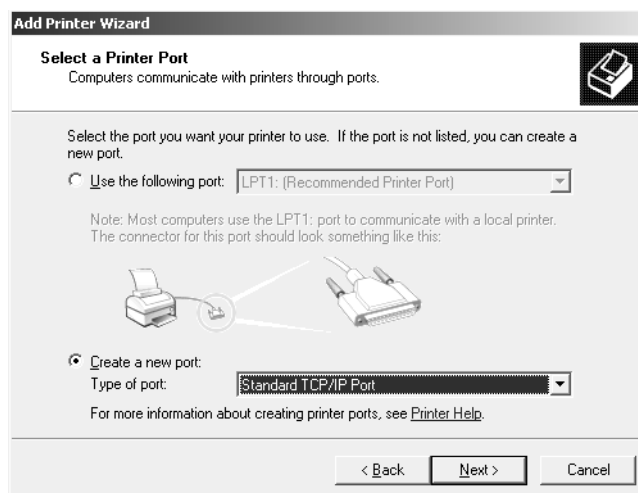 Add Printer Wizard
Select a Printer Port
Computers communicate with printers through ports.
Select the port you want your printer to use. If the port is not listed, you can create a
new port.
Use the following port: LPT1: (Recommended Printer Port)
Note: Most computers use the LPT1: port to communicate with a local printer.
The connector for this port should look something like this:
Create a new port:
Type of port: Standard TCP/IP Port
For more information about creating printer ports, see Printer Help.
< Back Next > Cancel